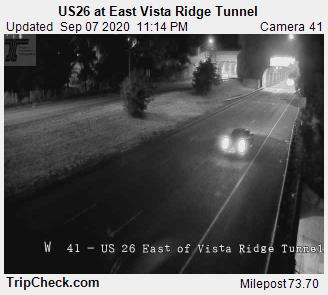 US26 at East Vista Ridge Tunnel
Updated Sep 07 2020 11:14 PM Camera 41
W 41 - US 26 East of Vista Ridge Tunnel
TripCheck.com Milepost 73.70